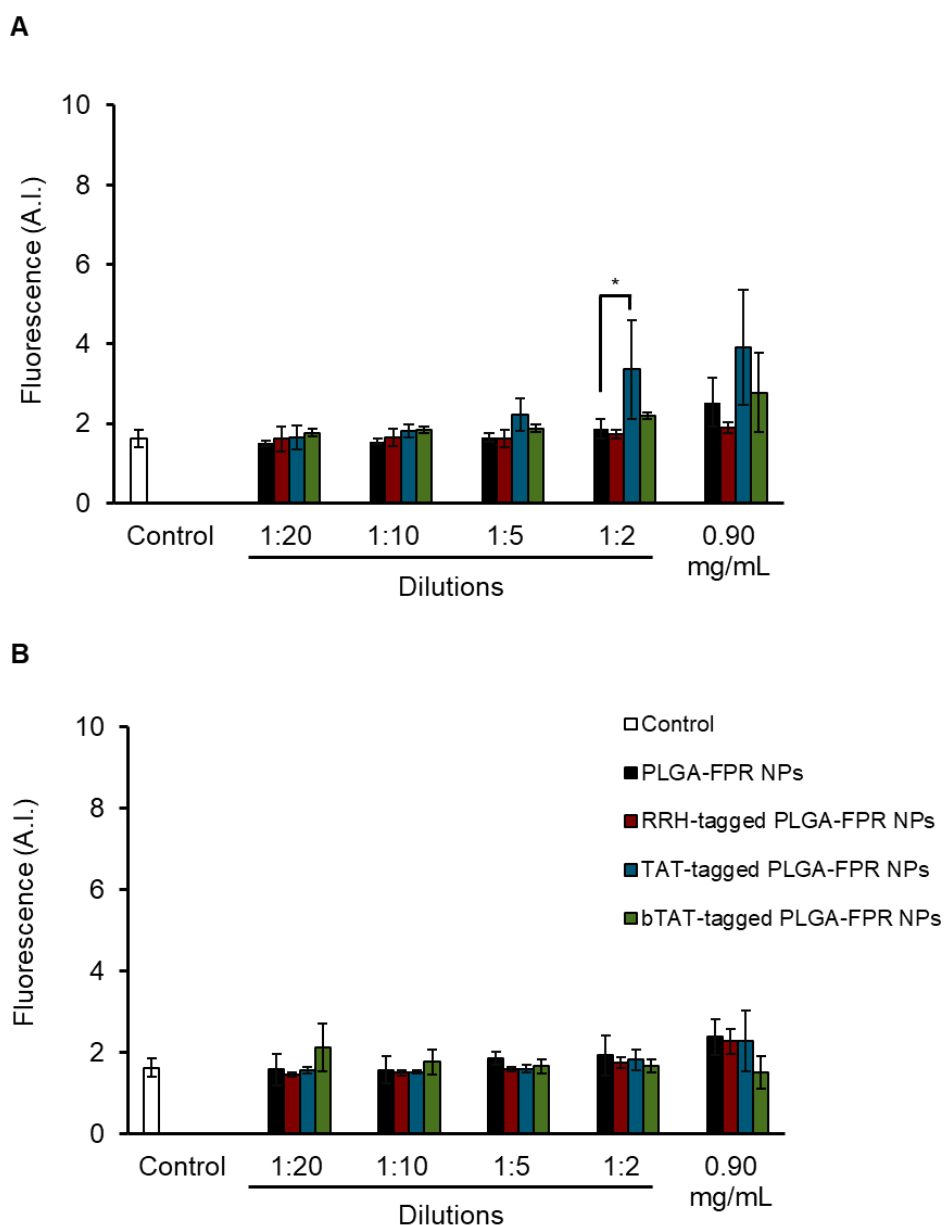 A
10
8
6
4
2
0
Fluorescence (A.I.)
*
Control
1:20
1:10
1:5
1:2
0.90
mg/mL
Dilutions
B
10
8
6
4
2
0
Fluorescence (A.I.)
Control
PLGA-FPR NPs
RRH-tagged PLGA-FPR NPs
TAT-tagged PLGA-FPR NPs
bTAT-tagged PLGA-FPR NPs
Control
1:20
1:10
1:5
1:2
0.90
mg/mL
Dilutions